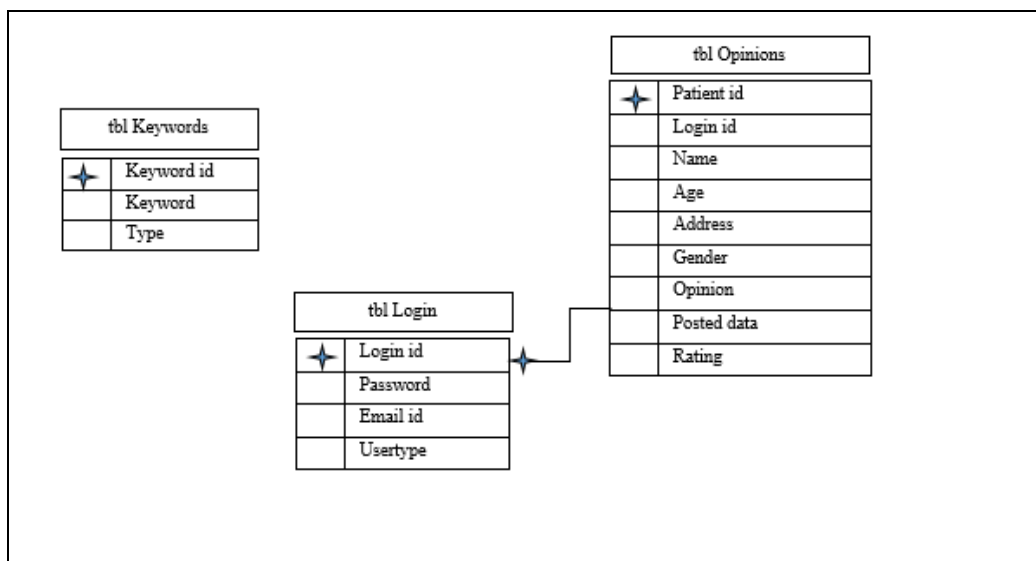 tbl Keywords
Keyword id
Keyword
Type
tbl Login
Login id
Password
Email id
Usertype
tbl Opinions
Patient id
Login id
Name
Age
Address
Gender
Opinion
Posted data
Rating